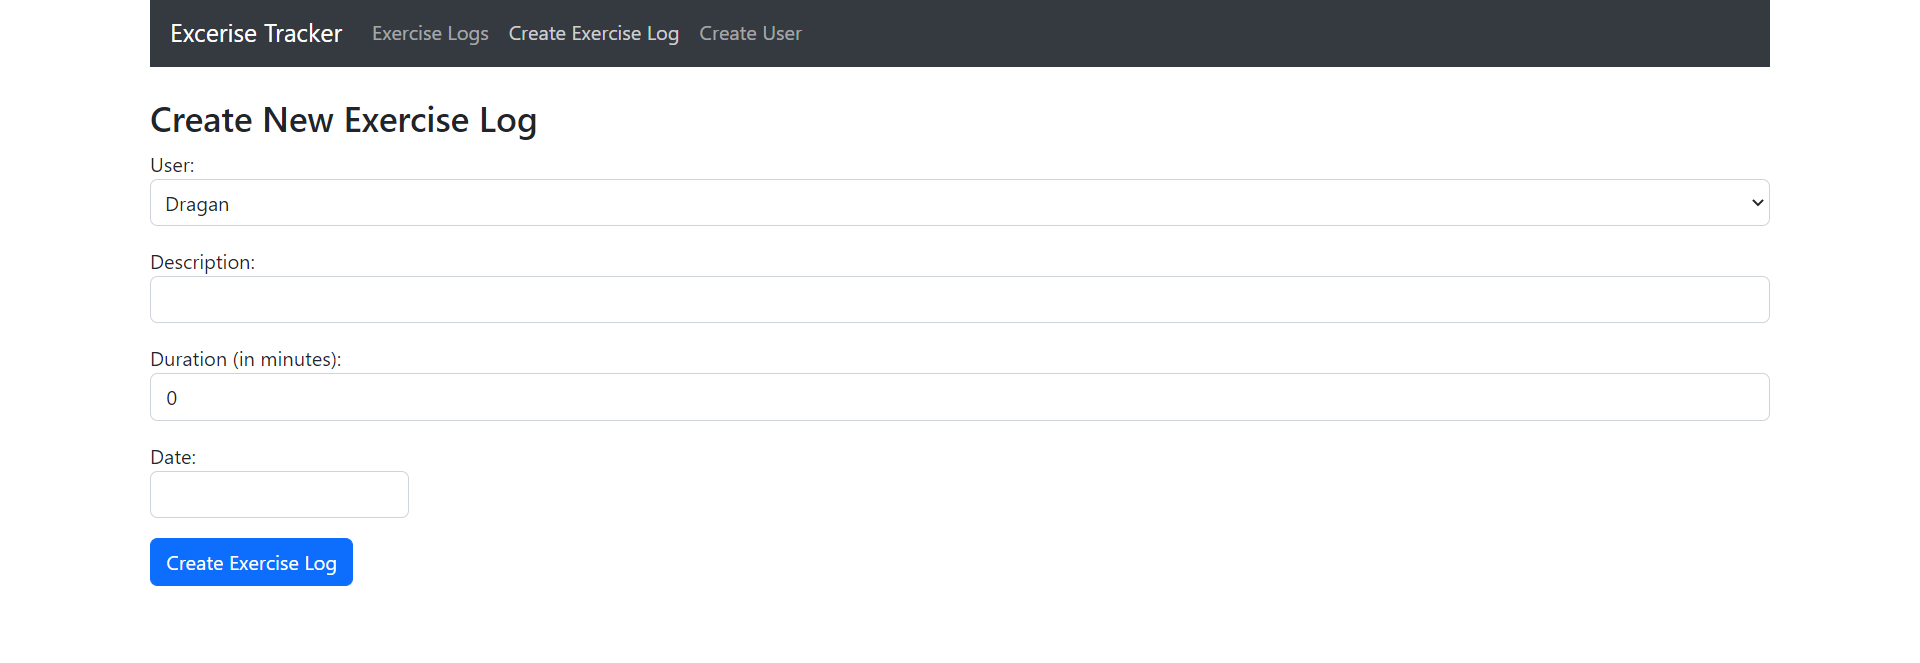 Excerise Tracker Exercise Logs Create Exercise Log Create User
Create New Exercise Log
User:
Dragan
Description:
Duration (in minutes):
0
Date:
Create Exercise Log